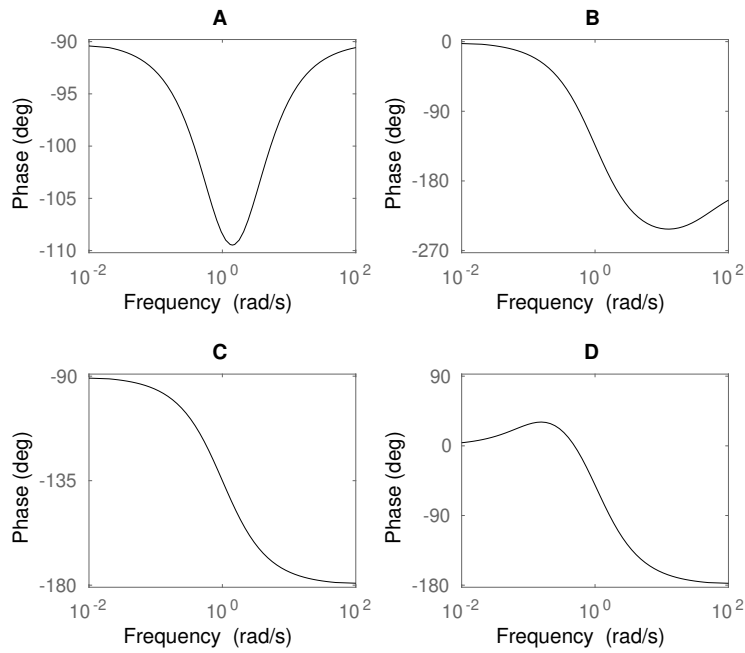 A
-90
-95
-100
-105
-110
Phase (deg)
10^-2
10^0
10^2
Frequency (rad/s)
B
0
-90
-180
-270
Phase (deg)
10^-2
10^0
10^2
Frequency (rad/s)
C
-90
-135
-180
Phase (deg)
10^-2
10^0
10^2
Frequency (rad/s)
D
90
0
-90
-180
Phase (deg)
10^-2
10^0
10^2
Frequency (rad/s)